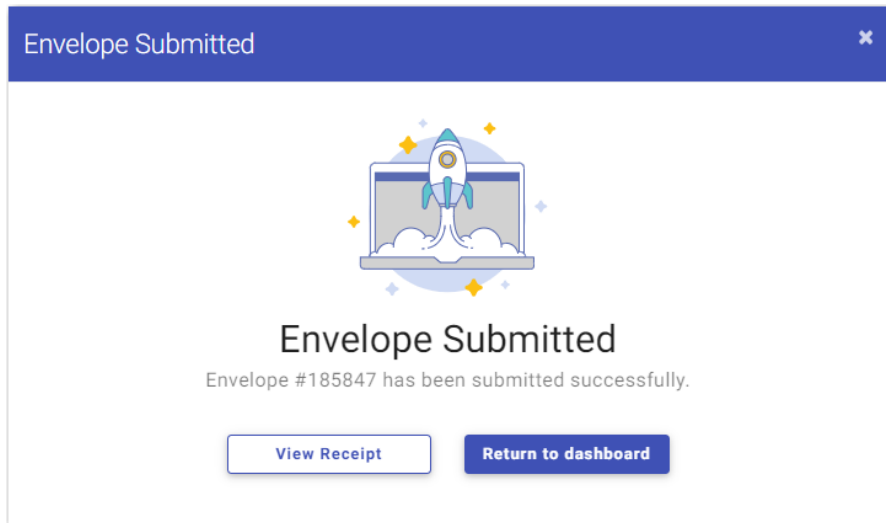 Envelope Submitted
Envelope Submitted
Envelope #185847 has been submitted successfully.
View Receipt
Return to dashboard